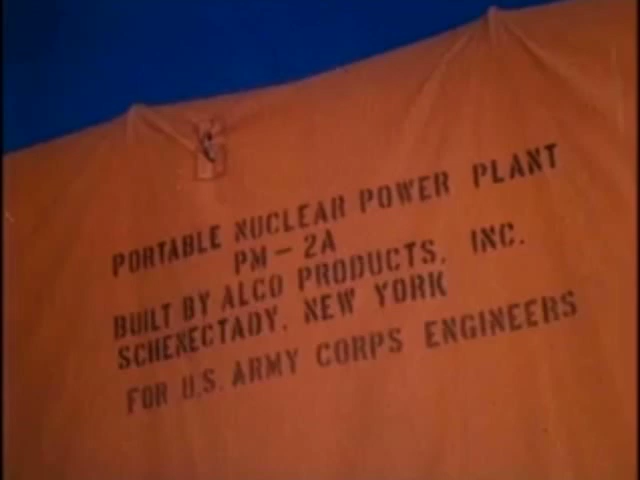 PORTABLE NUCLEAR POWER PLANT
PM-2A
BUILT BY ALCO PRODUCTS, INC.
SCHENECTADY, NEW YORK
FOR U.S. ARMY CORPS ENGINEERS